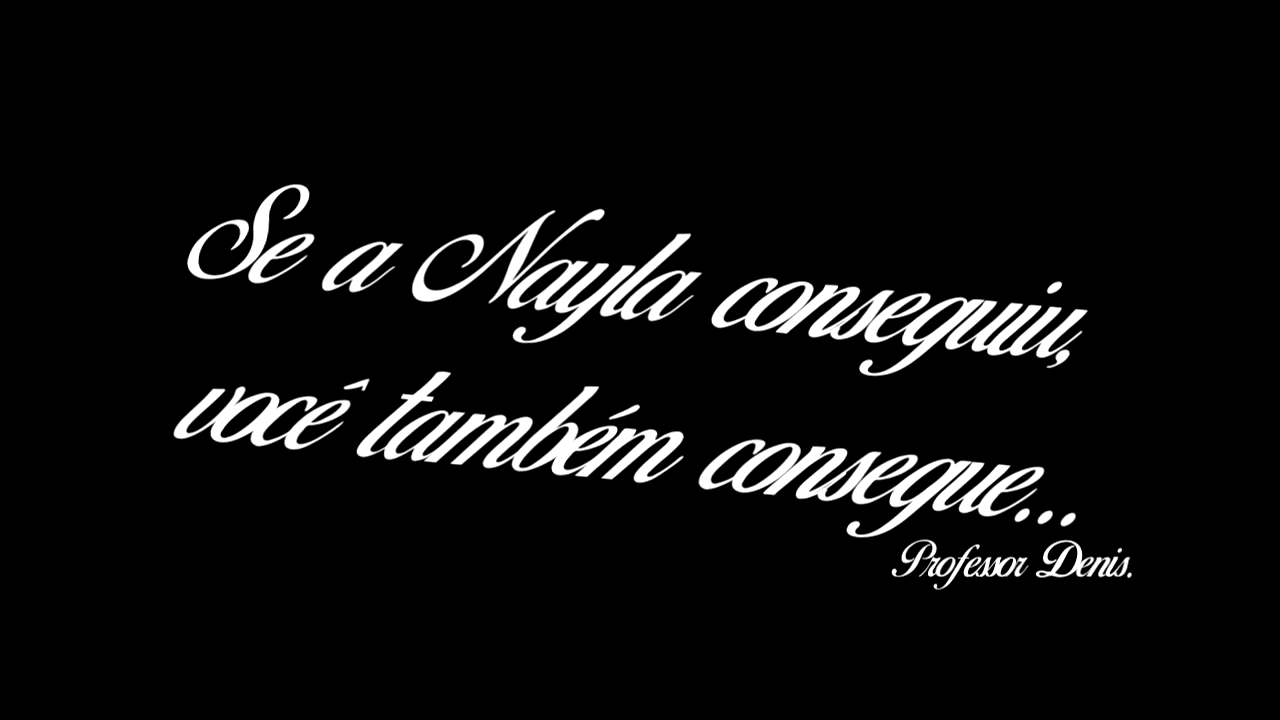 Se a Nayla conseguiu,
você também consegue...
Professor Denis.